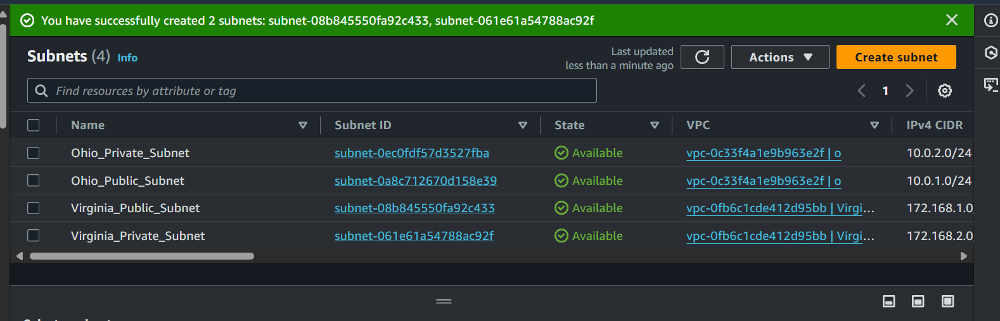 You have successfully created 2 subnets: subnet-08b845550fa92c433, subnet-061e61a54788ac92f
Subnets (4) Info
Last updated
less than a minute ago
Actions
Create subnet
Find resources by attribute or tag
1
Name Subnet ID State VPC IPv4 CIDR
Ohio_Private_Subnet subnet-0ec0fdf57d3527fba Available vpc-0c33f4a1e9b963e2f | o 10.0.2.0/24
Ohio_Public_Subnet subnet-0a8c712670d158e39 Available vpc-0c33f4a1e9b963e2f | o 10.0.1.0/24
Virginia_Public_Subnet subnet-08b845550fa92c433 Available vpc-0fb6c1cde412d95bb | Virgi... 172.168.1.0/
Virginia_Private_Subnet subnet-061e61a54788ac92f Available vpc-0fb6c1cde412d95bb | Virgi... 172.168.2.0/